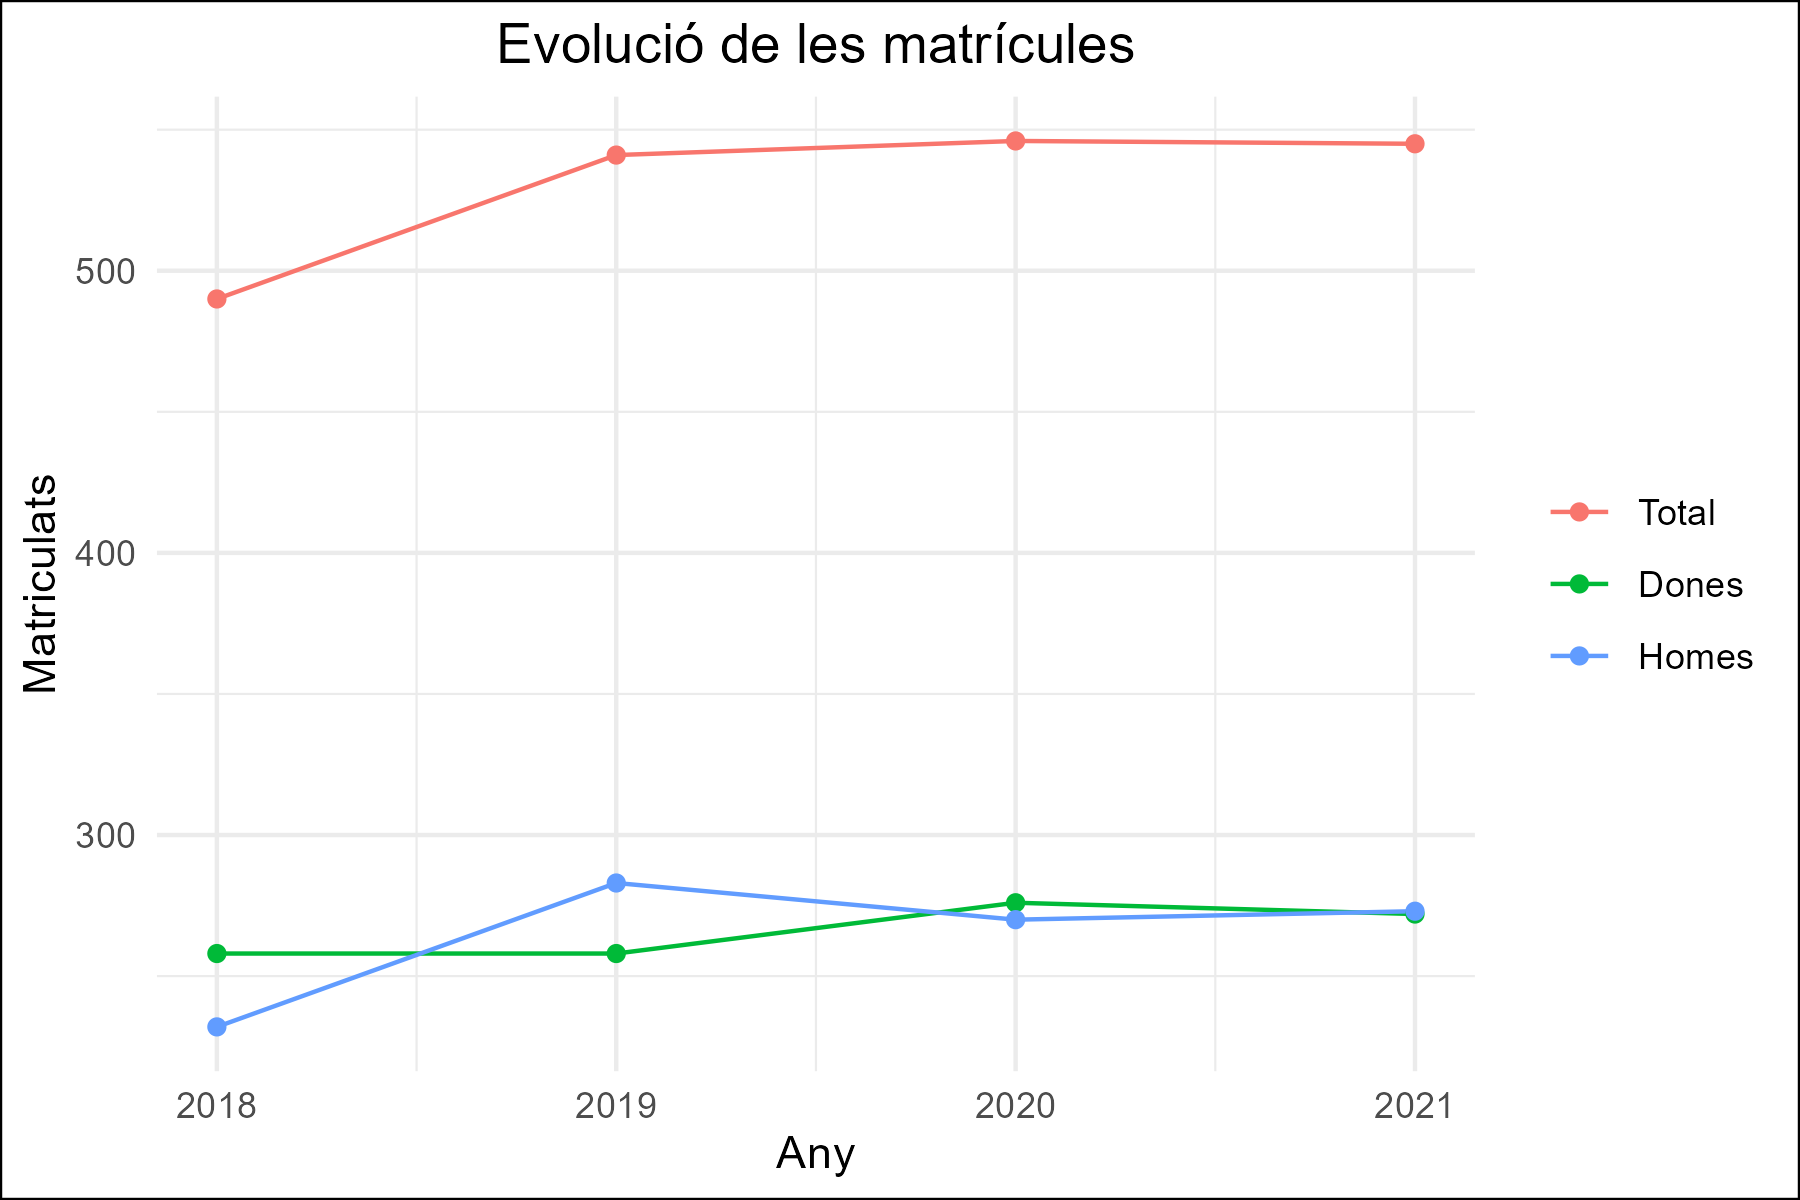 Evolució de les matrícules
Matriculats
500
400
300
2018 2019 2020 2021
Any
Total
Dones
Homes